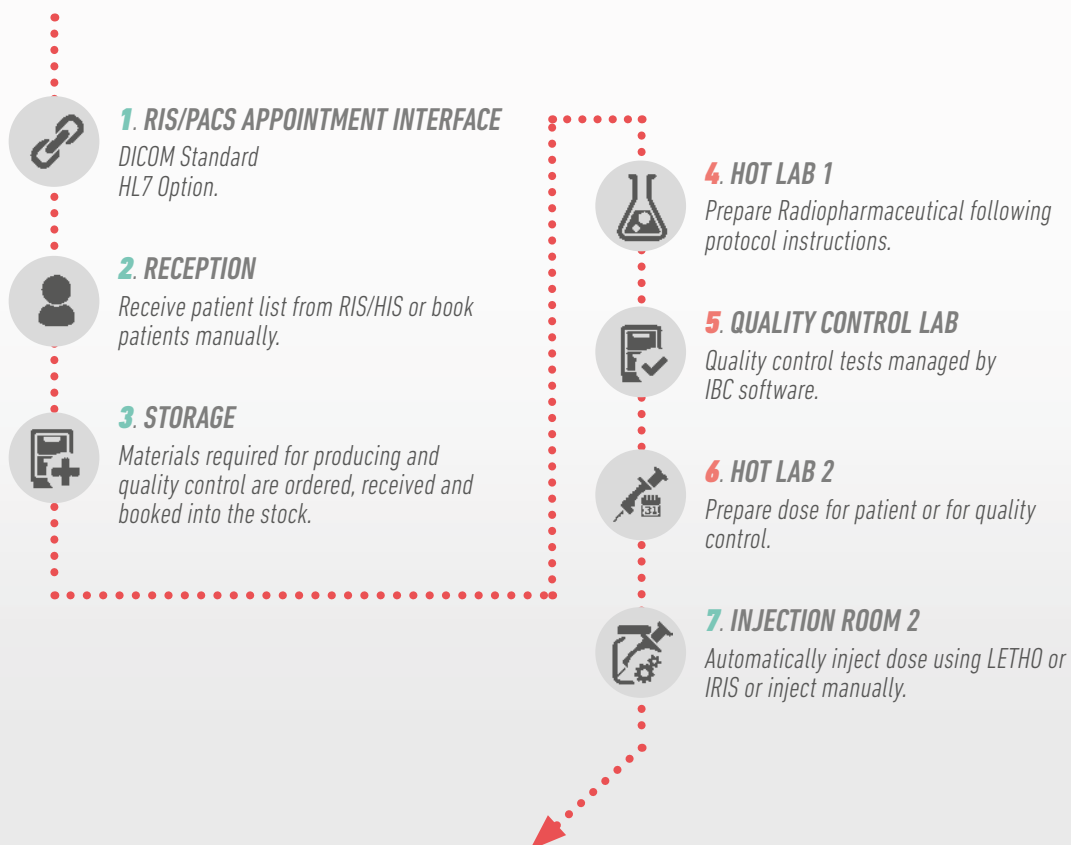 1. RIS/PACS APPOINTMENT INTERFACE
DICOM Standard
HL7 Option.
2. RECEPTION
Receive patient list from RIS/HIS or book
patients manually.
3. STORAGE
Materials required for producing and
quality control are ordered, received and
booked into the stock.
4. HOT LAB 1
Prepare Radiopharmaceutical following
protocol instructions.
5. QUALITY CONTROL LAB
Quality control tests managed by
IBC software.
6. HOT LAB 2
31
Prepare dose for patient or for quality
control.
7. INJECTION ROOM 2
Automatically inject dose using LETHO or
IRIS or inject manually.